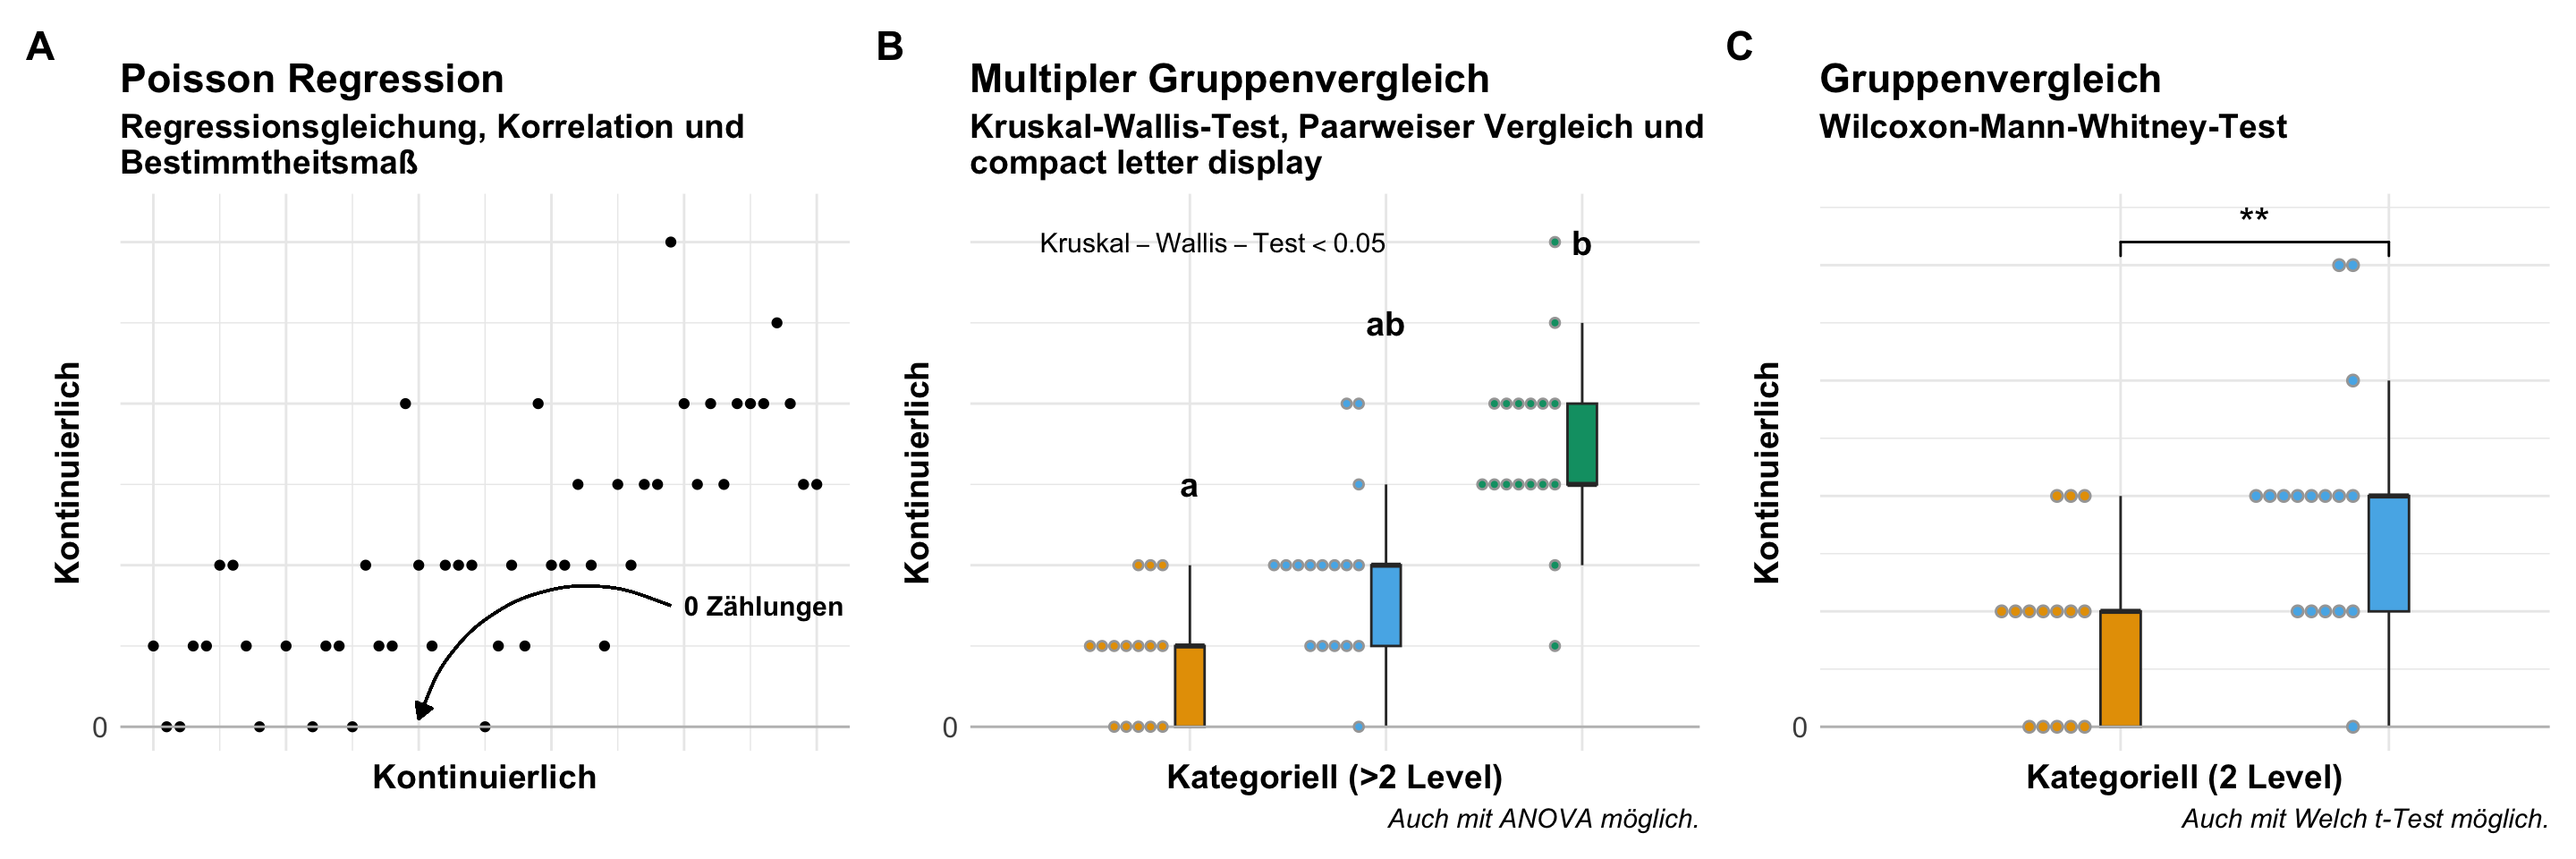 A
Poisson Regression
Regressionsgleichung, Korrelation und
Bestimmtheitsmaß
Kontinuierlich
0 Zählungen
0
Kontinuierlich
B
Multipler Gruppenvergleich
Kruskal-Wallis-Test, Paarweiser Vergleich und
compact letter display
Kontinuierlich
Kruskal – Wallis – Test < 0.05
b
ab
a
0
Kategoriell (>2 Level)
Auch mit ANOVA möglich.
C
Gruppenvergleich
Wilcoxon-Mann-Whitney-Test
Kontinuierlich
**
0
Kategoriell (2 Level)
Auch mit Welch t-Test möglich.